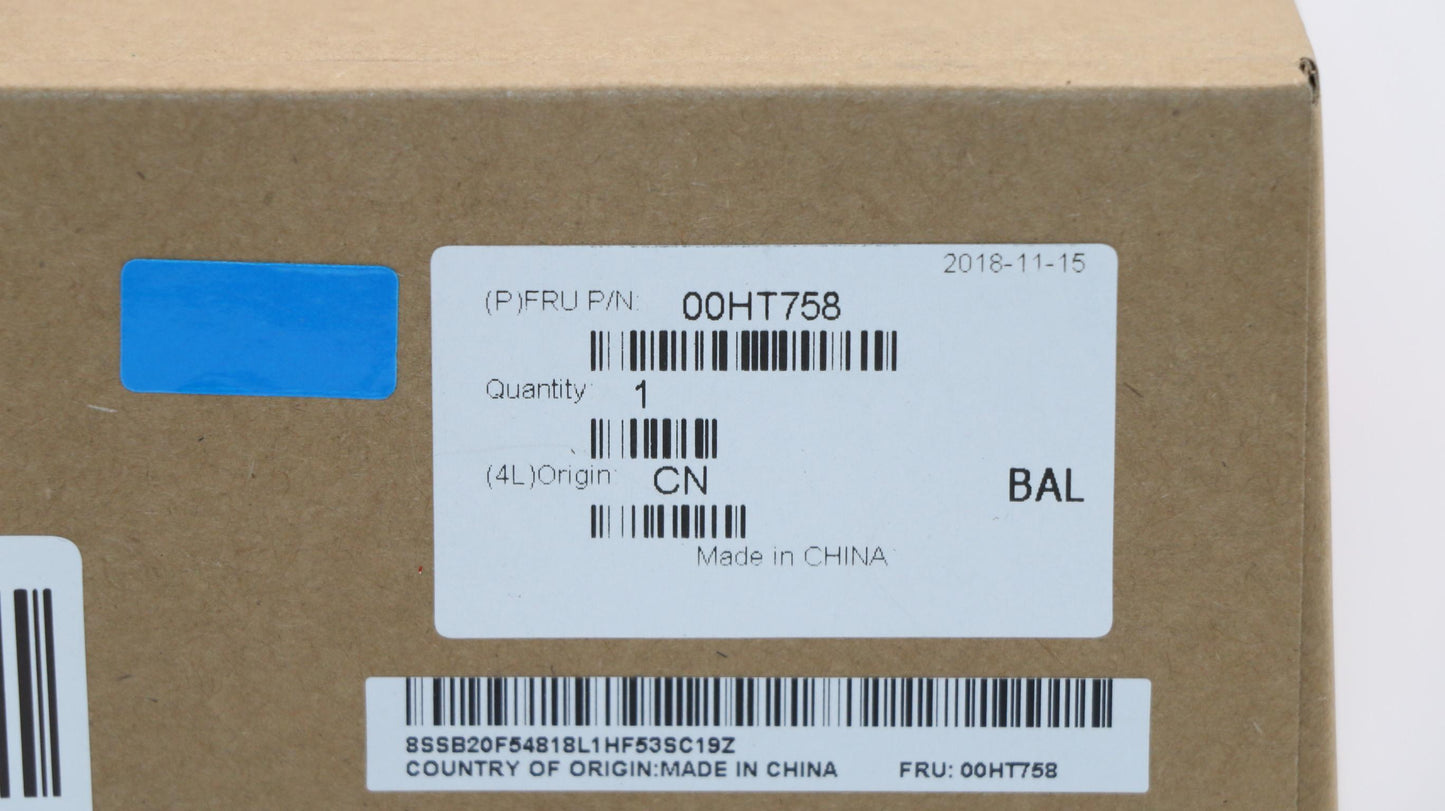 2018-11-15
(P)FRU P/N: 00HT758
Quantity: 1
(4L)Origin: CN
BAL
Made in CHINA
8SSB20F54818L1HF53SC19Z
COUNTRY OF ORIGIN:MADE IN CHINA FRU: 00HT758